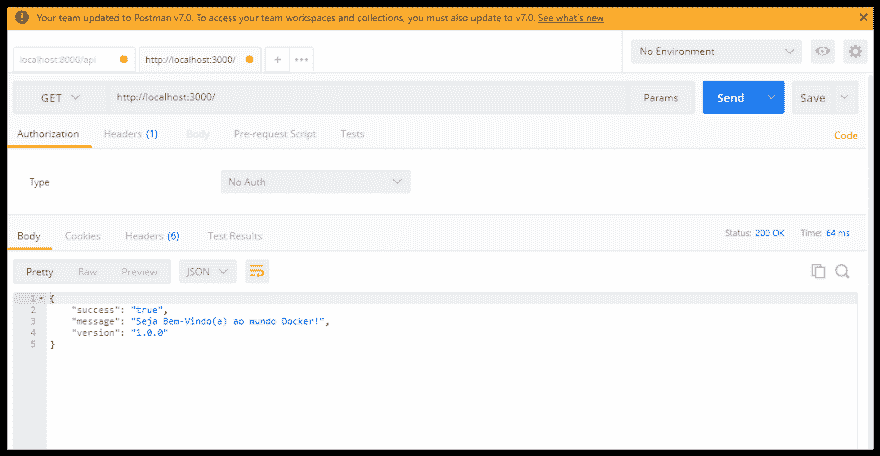 Your team updated to Postman v7.0. To access your team workspaces and collections, you must also update to v7.0. See what's new
localhost:3000/api
http://localhost:3000/
No Environment
GET
http://localhost:3000/
Params
Send
Save
Authorization
Headers (1)
Body
Pre-request Script
Tests
Code
Type
No Auth
Body
Cookies
Headers (6)
Test Results
Status: 200 OK
Time: 64 ms
Pretty
Raw
Preview
JSON
1 {
2 "success": "true",
3 "message": "Seja Bem-Vindo(a) ao mundo Docker!",
4 "version": "1.0.0"
5 }